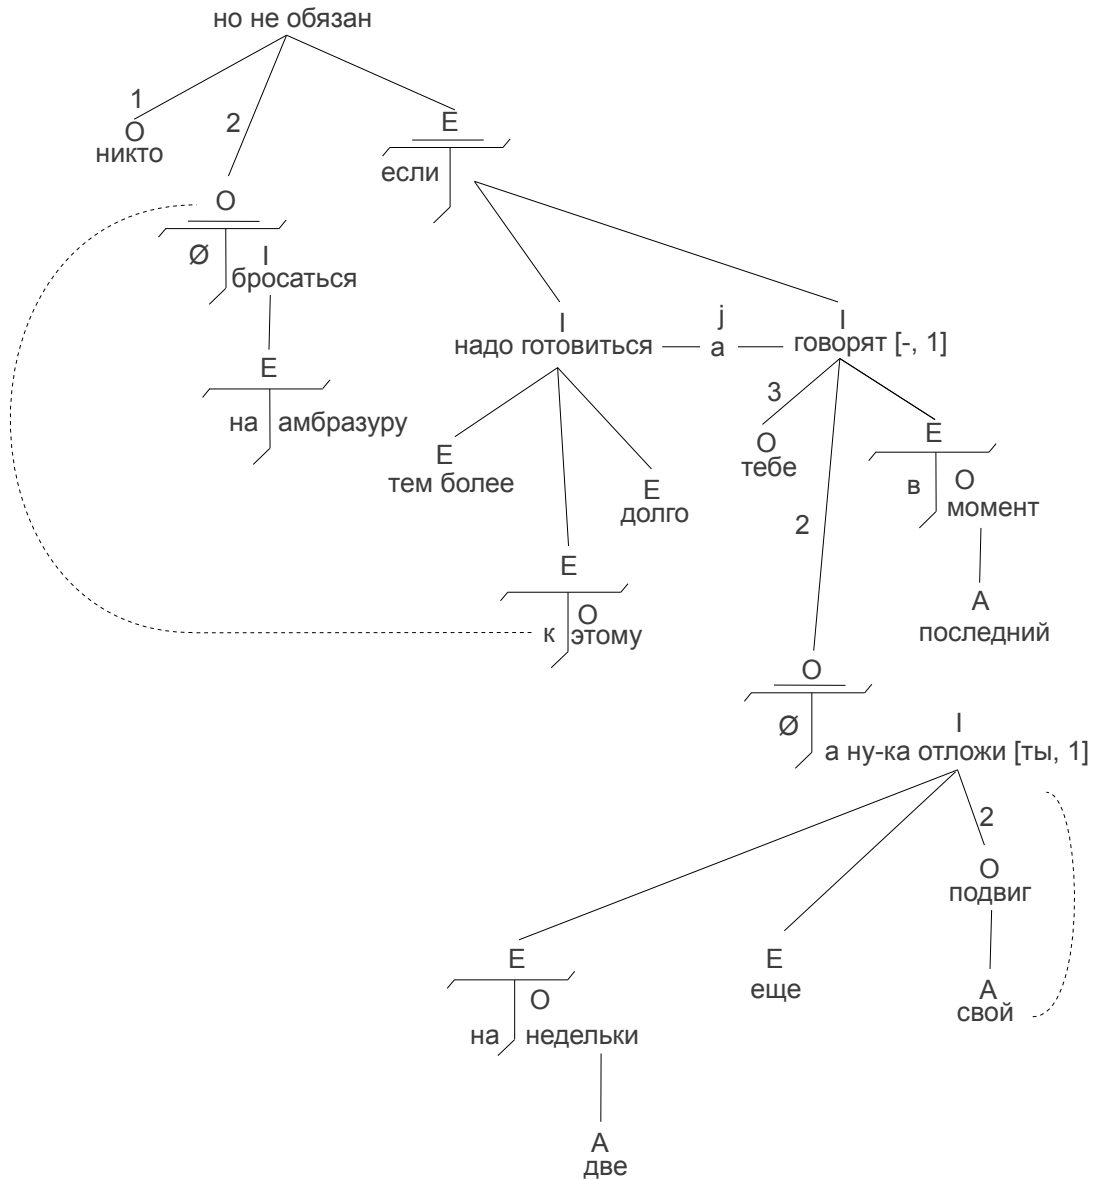 но не обязан
1
2
O
никто
E
если
O
Ø
I
бросаться
E
на амбразуру
I
надо готовиться
j
а
I
говорят [-, 1]
E
тем более
E
долго
3
O
тебе
2
E
в
O
момент
A
последний
E
к
O
этому
O
Ø
I
а ну-ка отложи [ты, 1]
2
O
подвиг
A
свой
E
еще
E
O
на недельки
A
две